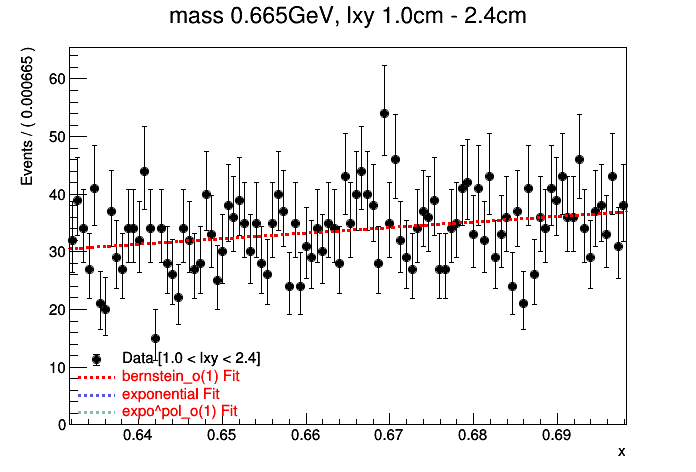 mass 0.665GeV, lxy 1.0cm - 2.4cm
Events / ( 0.000665 )
60
50
40
30
20
10
0
Data [1.0 < lxy < 2.4]
bernstein_o(1) Fit
exponential Fit
expo^pol_o(1) Fit
0.64 0.65 0.66 0.67 0.68 0.69
x